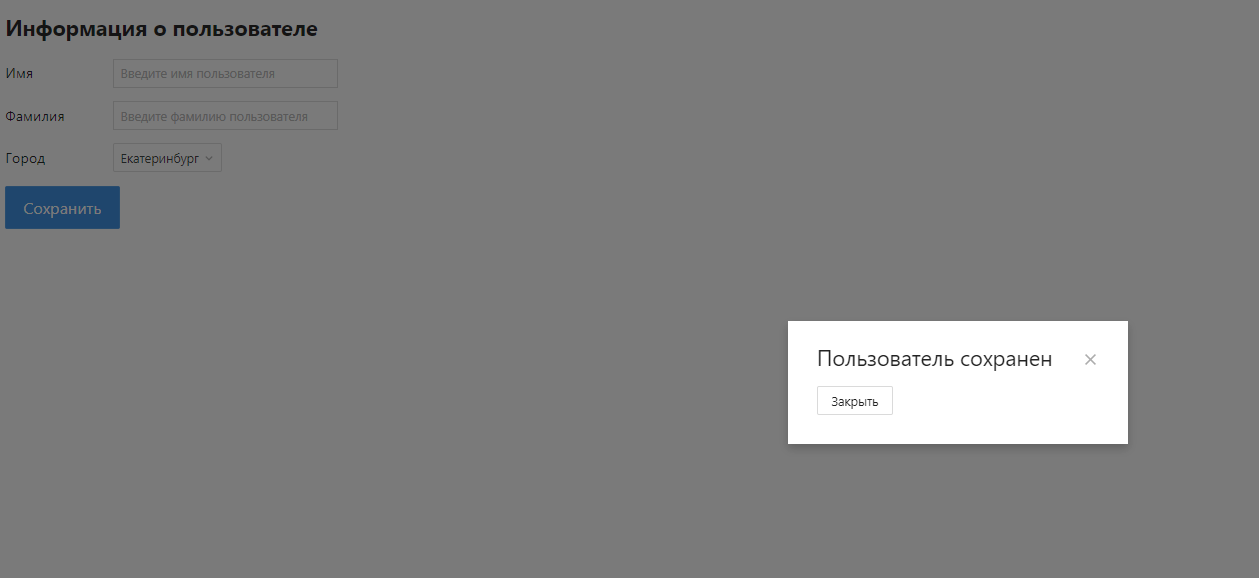 Информация о пользователе
Имя
Введите имя пользователя
Фамилия
Введите фамилию пользователя
Город
Екатеринбург
Сохранить
Пользователь сохранен
Закрыть